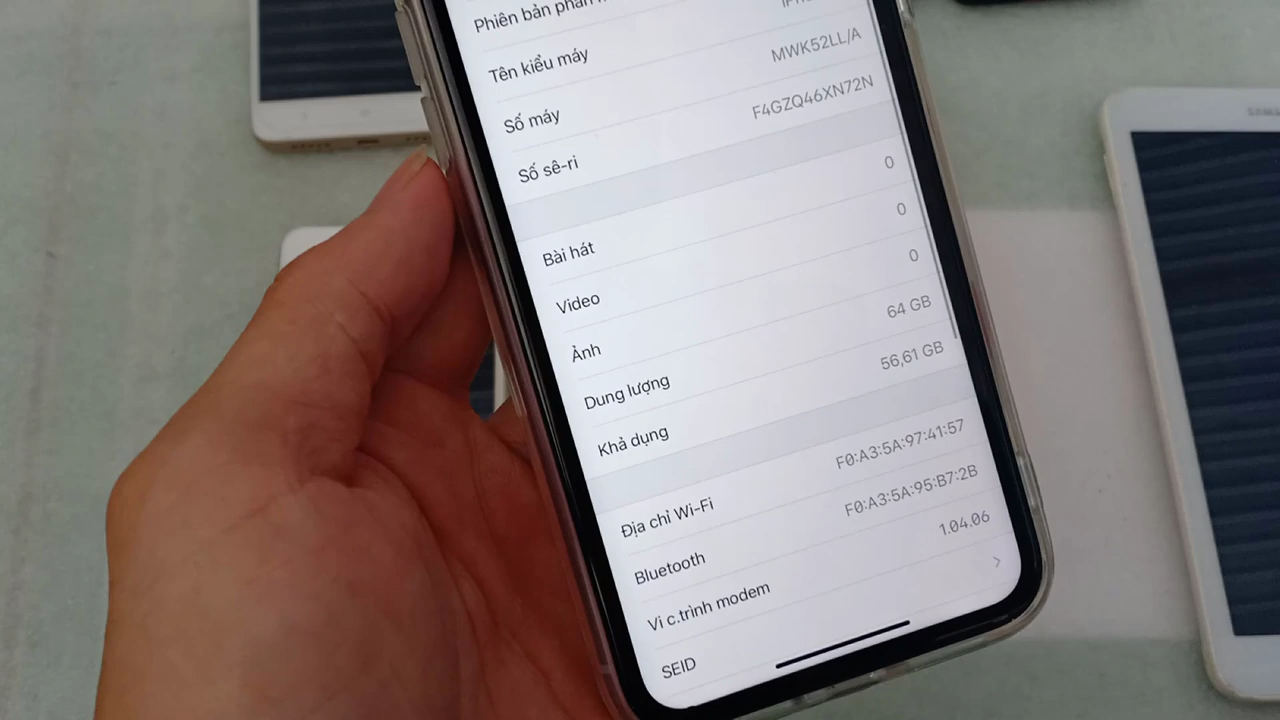 Phiên bản phần
Tên kiểu máy
Số máy MWK52LL/A
Số sê-ri F4GZQ46XN72N
Bài hát 0
Video 0
Ảnh 0
Dung lượng 64 GB
Khả dụng 56,61 GB
Địa chỉ Wi-Fi F0:A3:5A:97:41:57
Bluetooth F0:A3:5A:95:B7:2B
Vi c.trình modem 1.04.06
SEID